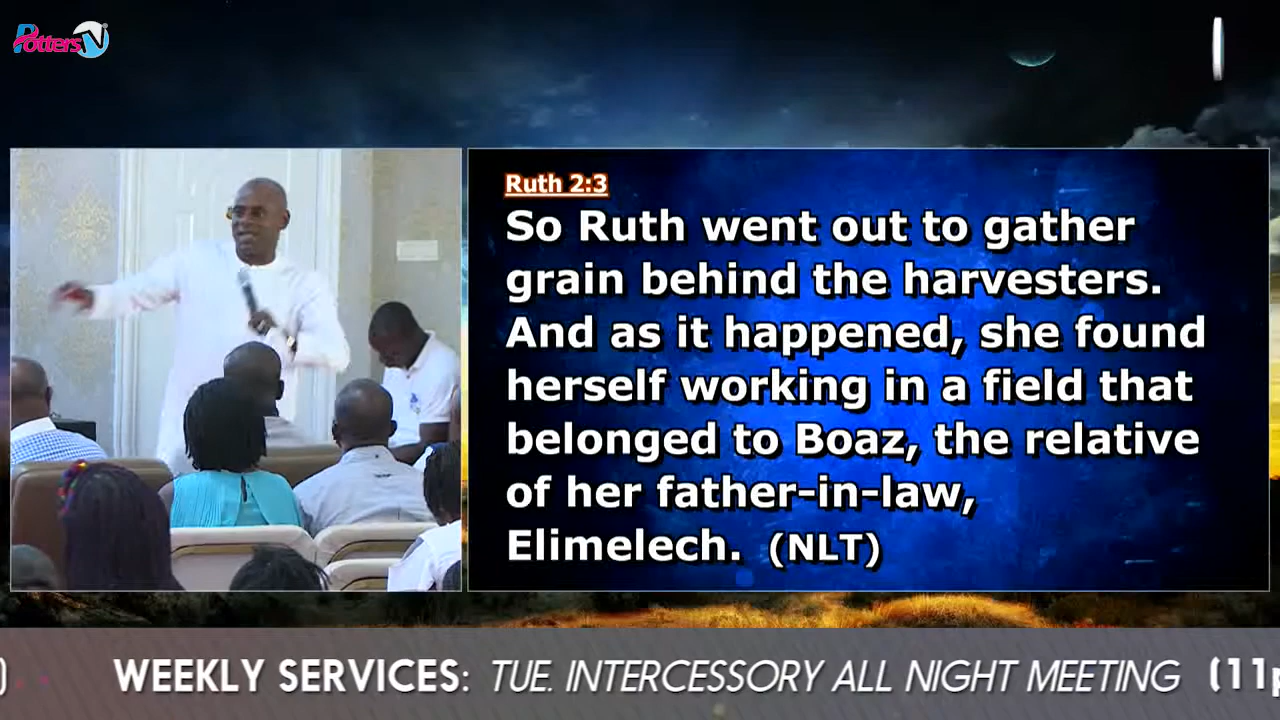 PottersTV
Ruth 2:3
So Ruth went out to gather
grain behind the harvesters.
And as it happened, she found
herself working in a field that
belonged to Boaz, the relative
of her father-in-law,
Elimelech. (NLT)
) WEEKLY SERVICES: TUE. INTERCESSORY ALL NIGHT MEETING (11p